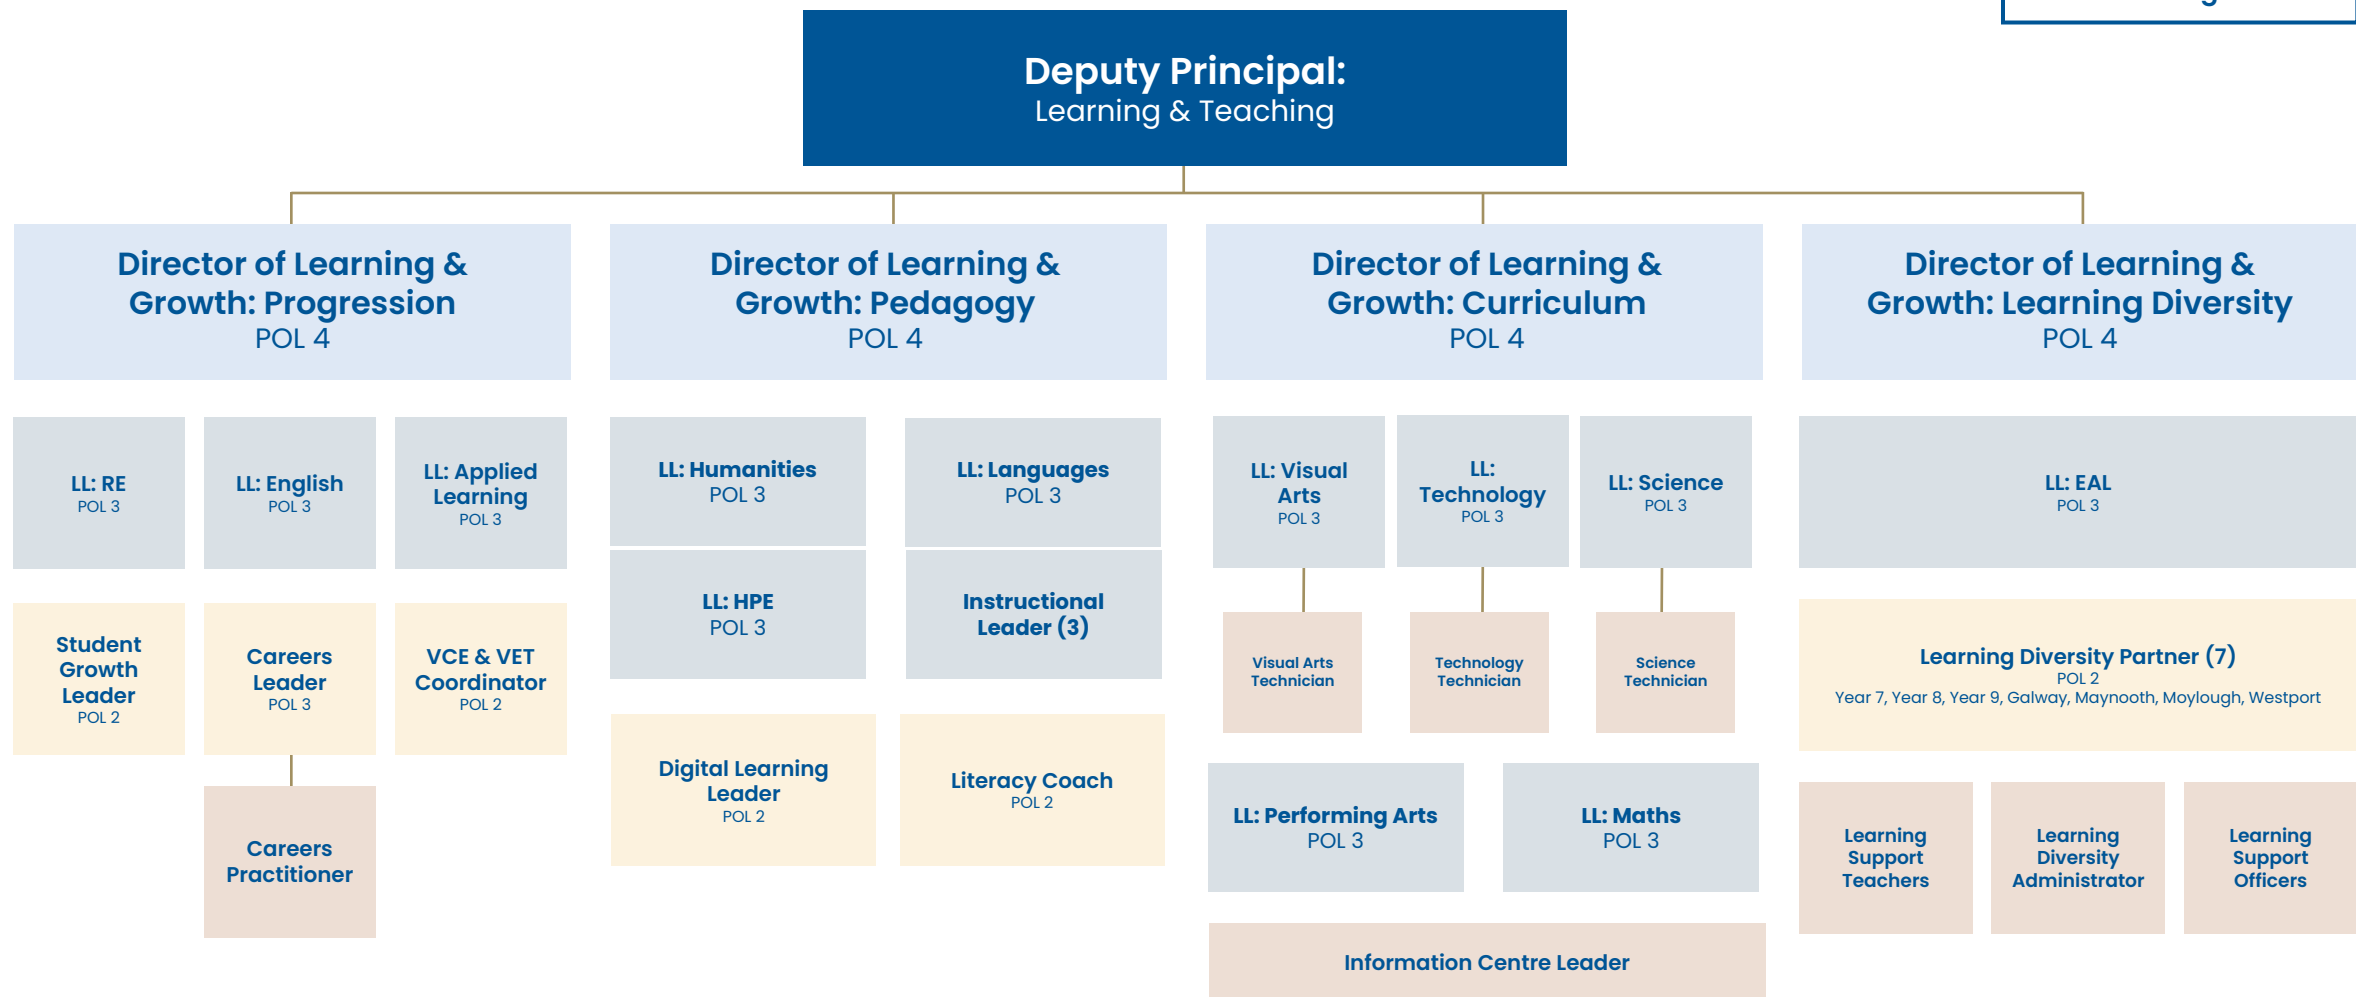 Deputy Principal:
Learning & Teaching
Director of Learning &
Growth: Progression
POL 4
Director of Learning &
Growth: Pedagogy
POL 4
Director of Learning &
Growth: Curriculum
POL 4
Director of Learning &
Growth: Learning Diversity
POL 4
LL: RE
POL 3
LL: English
POL 3
LL: Applied
Learning
POL 3
Student
Growth
Leader
POL 2
Careers
Leader
POL 3
VCE & VET
Coordinator
POL 2
Careers
Practitioner
LL: Humanities
POL 3
LL: Languages
POL 3
LL: HPE
POL 3
Instructional
Leader (3)
Digital Learning
Leader
POL 2
Literacy Coach
POL 2
LL: Visual
Arts
POL 3
LL:
Technology
POL 3
LL: Science
POL 3
Visual Arts
Technician
Technology
Technician
Science
Technician
LL: Performing Arts
POL 3
LL: Maths
POL 3
Information Centre Leader
LL: EAL
POL 3
Learning Diversity Partner (7)
POL 2
Year 7, Year 8, Year 9, Galway, Maynooth, Moylough, Westport
Learning
Support
Teachers
Learning
Diversity
Administrator
Learning
Support
Officers